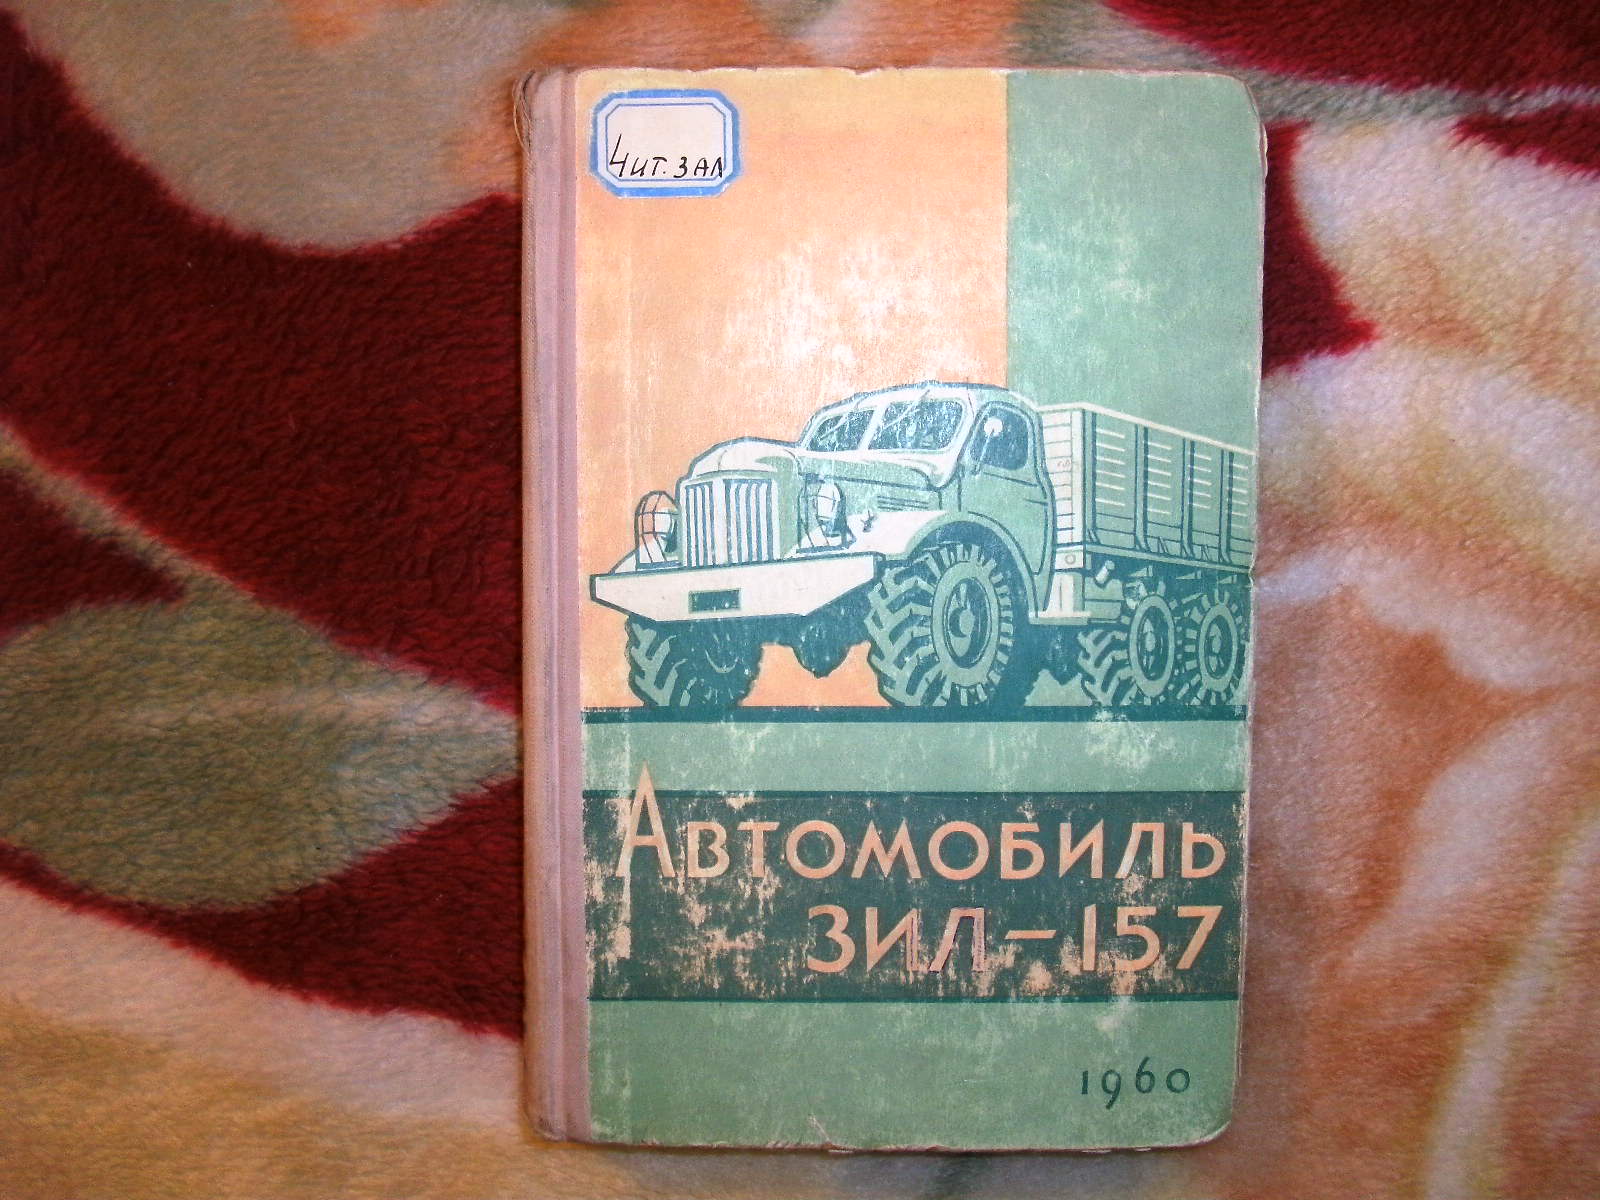 Чит. зал
Автомобиль
ЗИЛ-157
1960